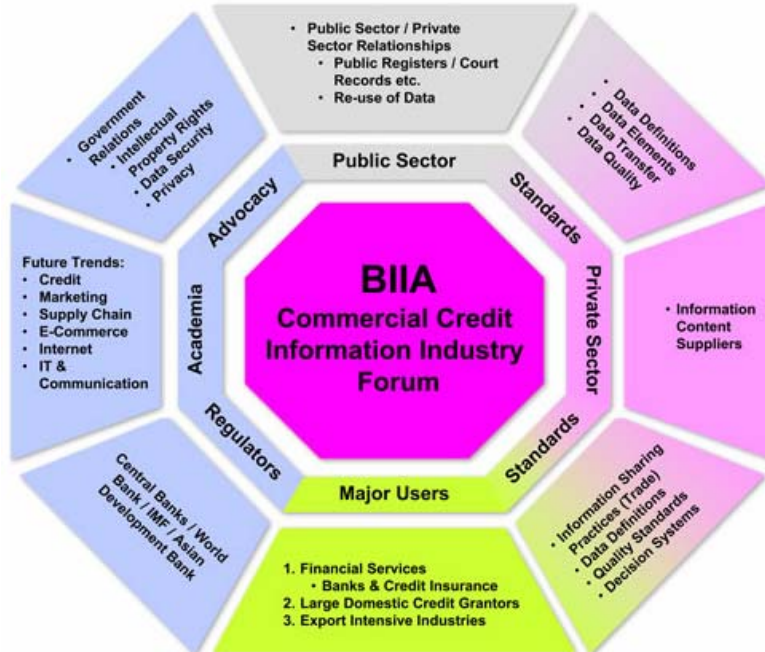 • Public Sector / Private
Sector Relationships
• Public Registers / Court
Records etc.
• Re-use of Data
Public Sector
• Data Definitions
• Data Elements
• Data Transfer
• Data Quality
Standards
• Information
Content
Suppliers
Private Sector
• Information Sharing
Practices (Trade)
• Data Definitions
• Quality Standards
• Decision Systems
Standards
Major Users
1. Financial Services
• Banks & Credit Insurance
2. Large Domestic Credit Grantors
3. Export Intensive Industries
Regulators
Central Banks / World
Bank / IMF / Asian
Development Bank
Academia
Future Trends:
• Credit
• Marketing
• Supply Chain
• E-Commerce
• Internet
• IT &
Communication
Advocacy
• Government
Relations
• Intellectual
Property Rights
• Data Security
• Privacy
BIIA
Commercial Credit
Information Industry
Forum